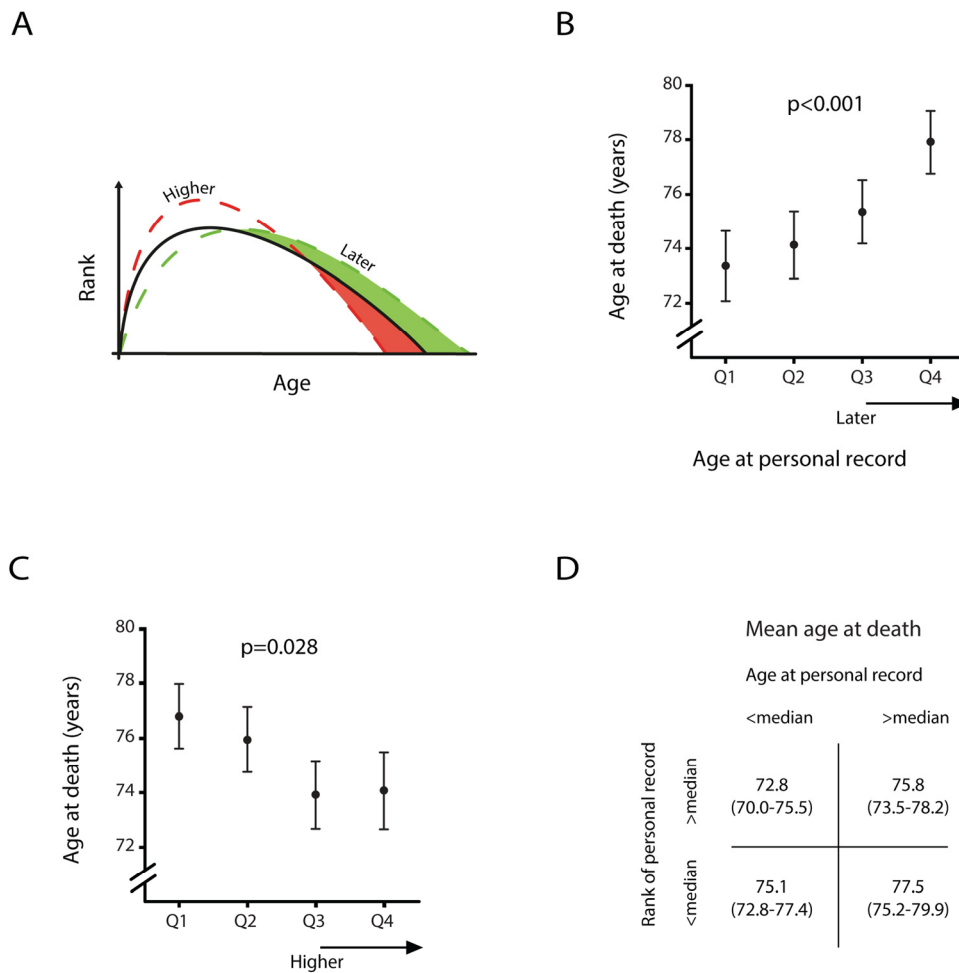 A
Higher
Later
Rank
Age
B
p<0.001
80
78
76
74
72
Age at death (years)
Q1 Q2 Q3 Q4
Later
Age at personal record
C
p=0.028
80
78
76
74
72
Age at death (years)
Q1 Q2 Q3 Q4
Higher
D
Mean age at death
Age at personal record
<median >median
Rank of personal record
>median
72.8 75.8
(70.0-75.5) (73.5-78.2)
<median
75.1 77.5
(72.8-77.4) (75.2-79.9)